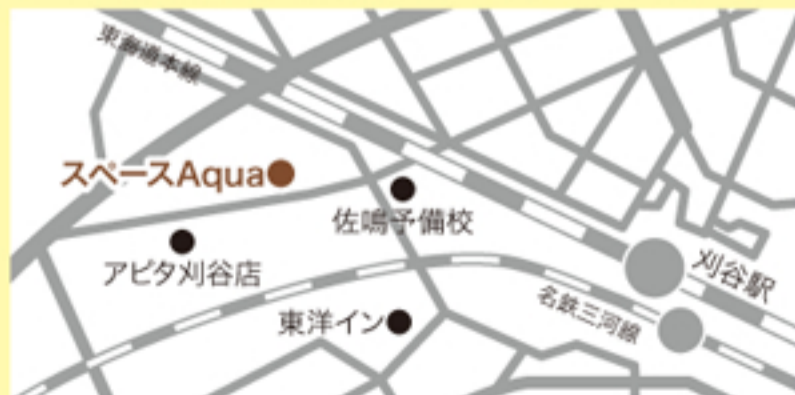 東海道本線
スペースAqua
佐鳴予備校
アピタ刈谷店
刈谷駅
名鉄三河線
東洋イン